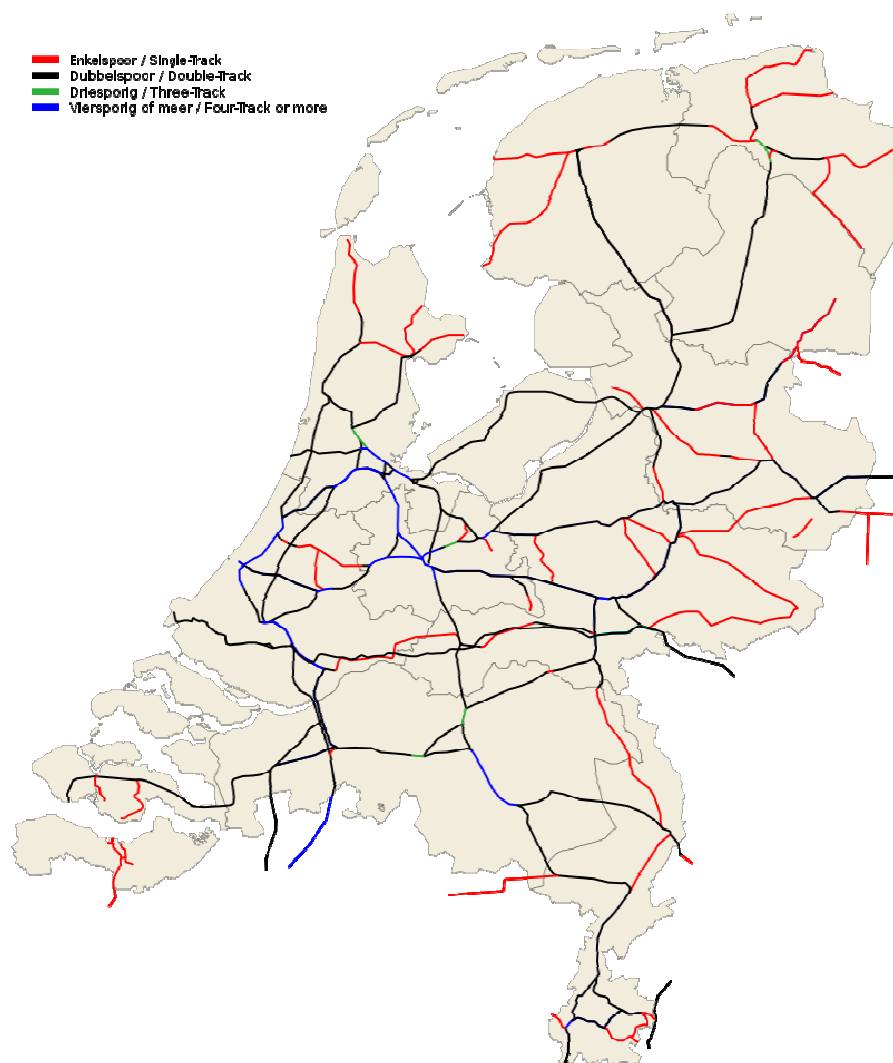 Enkelspoor / Single-Track
Dubbelspoor / Double-Track
Driesporig / Three-Track
Viersporig of meer / Four-Track or more